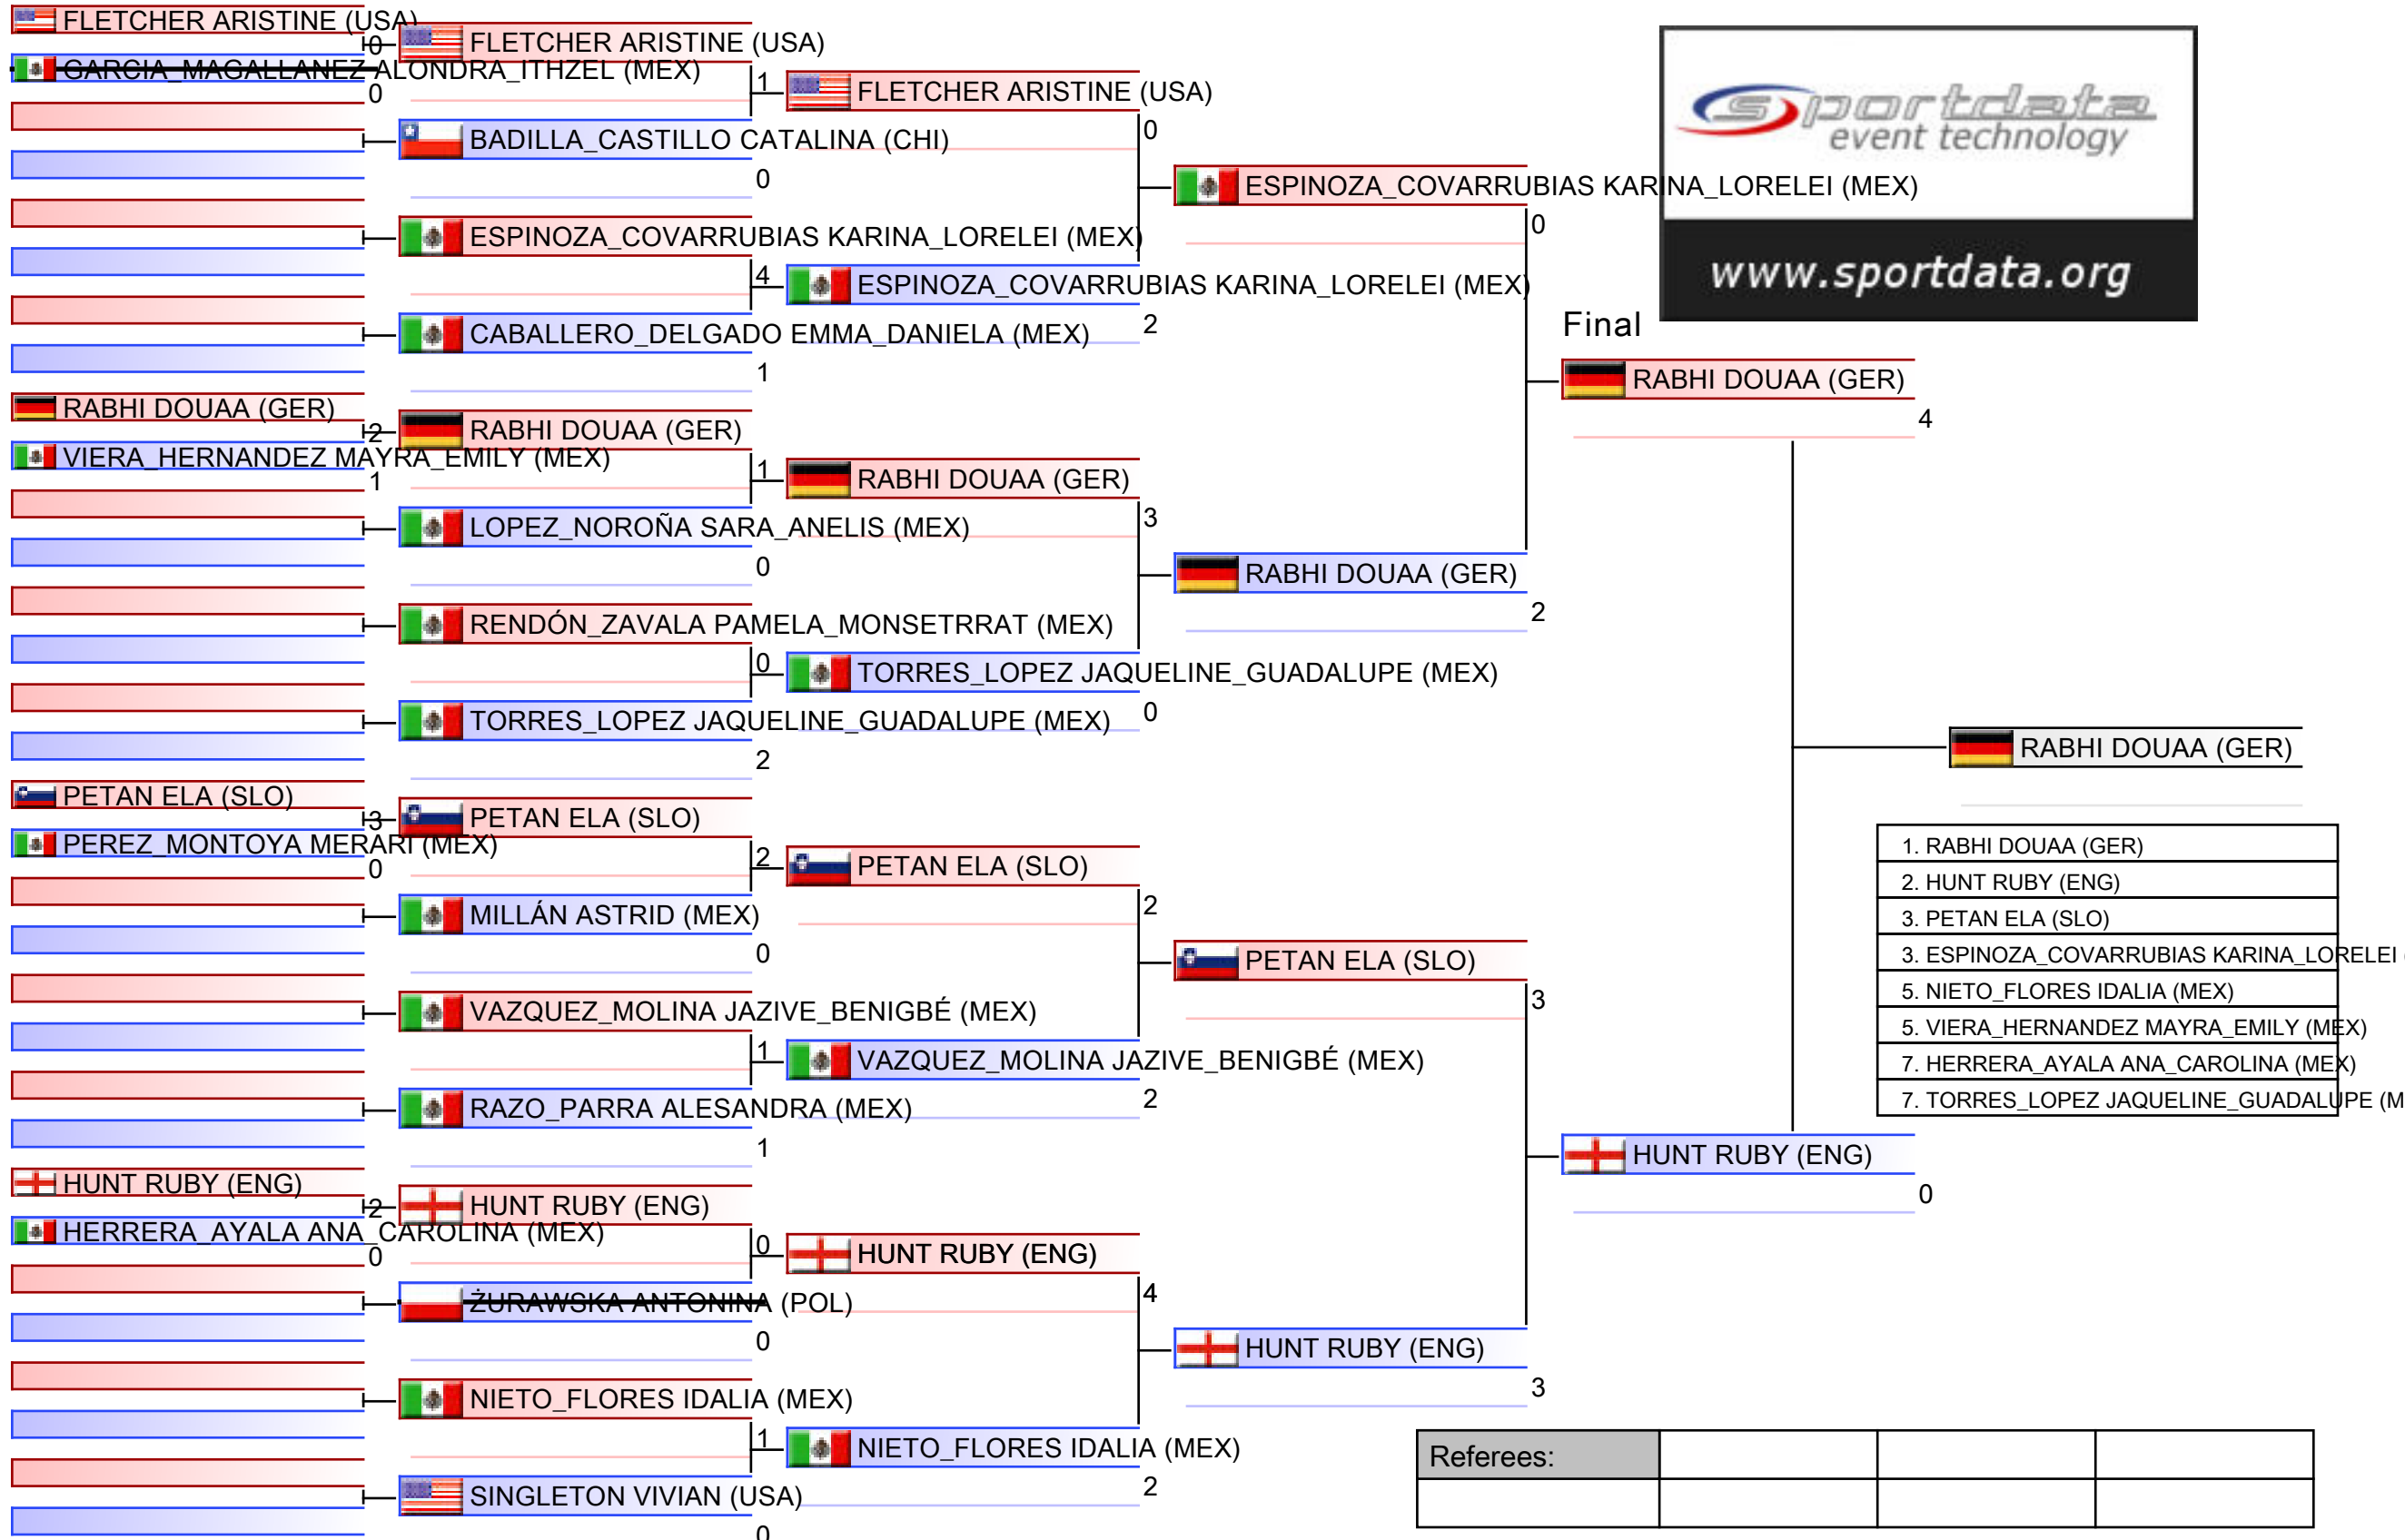 FLETCHER ARISTINE (USA)
0
GARCIA_MAGALLANEZ ALONDRA_ITHZEL (MEX)
0
RABHI DOUAA (GER)
2
VIERA_HERNANDEZ MAYRA_EMILY (MEX)
1
PETAN ELA (SLO)
3
PEREZ_MONTOYA MERARI (MEX)
0
HUNT RUBY (ENG)
2
HERRERA_AYALA ANA_CAROLINA (MEX)
0
FLETCHER ARISTINE (USA)
1
BADILLA_CASTILLO CATALINA (CHI)
0
ESPINOZA_COVARRUBIAS KARINA_LORELEI (MEX)
4
CABALLERO_DELGADO EMMA_DANIELA (MEX)
1
RABHI DOUAA (GER)
1
LOPEZ_NOROÑA SARA_ANELIS (MEX)
0
RENDÓN_ZAVALA PAMELA_MONSETRRAT (MEX)
0
TORRES_LOPEZ JAQUELINE_GUADALUPE (MEX)
2
PETAN ELA (SLO)
2
MILLÁN ASTRID (MEX)
0
VAZQUEZ_MOLINA JAZIVE_BENIGBÉ (MEX)
1
RAZO_PARRA ALESANDRA (MEX)
1
HUNT RUBY (ENG)
0
ŻURAWSKA ANTONINA (POL)
0
NIETO_FLORES IDALIA (MEX)
1
SINGLETON VIVIAN (USA)
0
FLETCHER ARISTINE (USA)
0
ESPINOZA_COVARRUBIAS KARINA_LORELEI (MEX)
2
RABHI DOUAA (GER)
3
TORRES_LOPEZ JAQUELINE_GUADALUPE (MEX)
0
PETAN ELA (SLO)
2
VAZQUEZ_MOLINA JAZIVE_BENIGBÉ (MEX)
2
HUNT RUBY (ENG)
4
NIETO_FLORES IDALIA (MEX)
2
ESPINOZA_COVARRUBIAS KARINA_LORELEI (MEX)
0
RABHI DOUAA (GER)
2
PETAN ELA (SLO)
3
HUNT RUBY (ENG)
3
Final
RABHI DOUAA (GER)
4
HUNT RUBY (ENG)
0
sportdata
event technology
www.sportdata.org
RABHI DOUAA (GER)
1. RABHI DOUAA (GER)
2. HUNT RUBY (ENG)
3. PETAN ELA (SLO)
3. ESPINOZA_COVARRUBIAS KARINA_LORELEI
5. NIETO_FLORES IDALIA (MEX)
5. VIERA_HERNANDEZ MAYRA_EMILY (MEX)
7. HERRERA_AYALA ANA_CAROLINA (MEX)
7. TORRES_LOPEZ JAQUELINE_GUADALUPE (M
Referees: